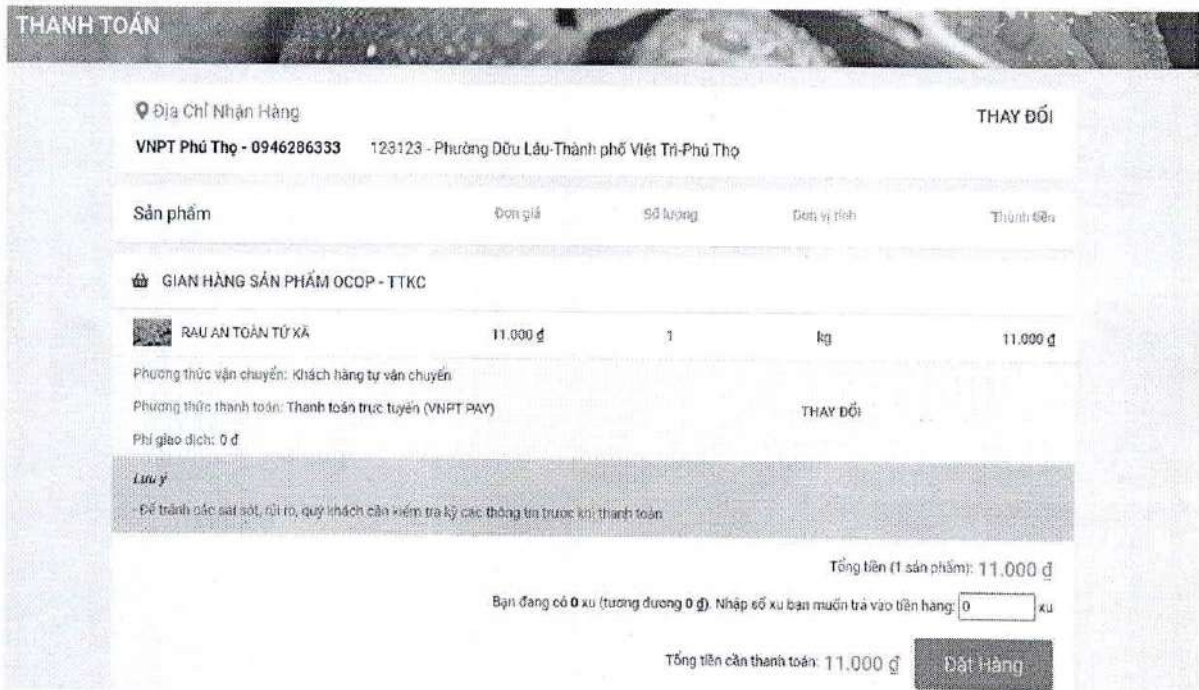 THANH TOÁN
Địa Chỉ Nhận Hàng THAY ĐỔI
VNPT Phú Thọ - 0946286333 123123 - Phường Dữu Lâu-Thành phố Việt Trì-Phú Thọ
Sản phẩm Đơn giá Số lượng Đơn vị tính Thành tiền
GIAN HÀNG SẢN PHẨM OCOP - TTKC
RAU AN TOÀN TỨ XÃ 11.000 ₫ 1 kg 11.000 ₫
Phương thức vận chuyển: Khách hàng tự vận chuyển
Phương thức thanh toán: Thanh toán trực tuyến (VNPT PAY) THAY ĐỔI
Phí giao dịch: 0 đ
Lưu ý
- Để tránh các sai sót, rủi ro, quý khách cần kiểm tra kỹ các thông tin trước khi thanh toán
Tổng tiền (1 sản phẩm): 11.000 ₫
Bạn đang có 0 xu (tương đương 0 ₫). Nhập số xu bạn muốn trả vào tiền hàng: 0 xu
Tổng tiền cần thanh toán: 11.000 ₫ Đặt Hàng